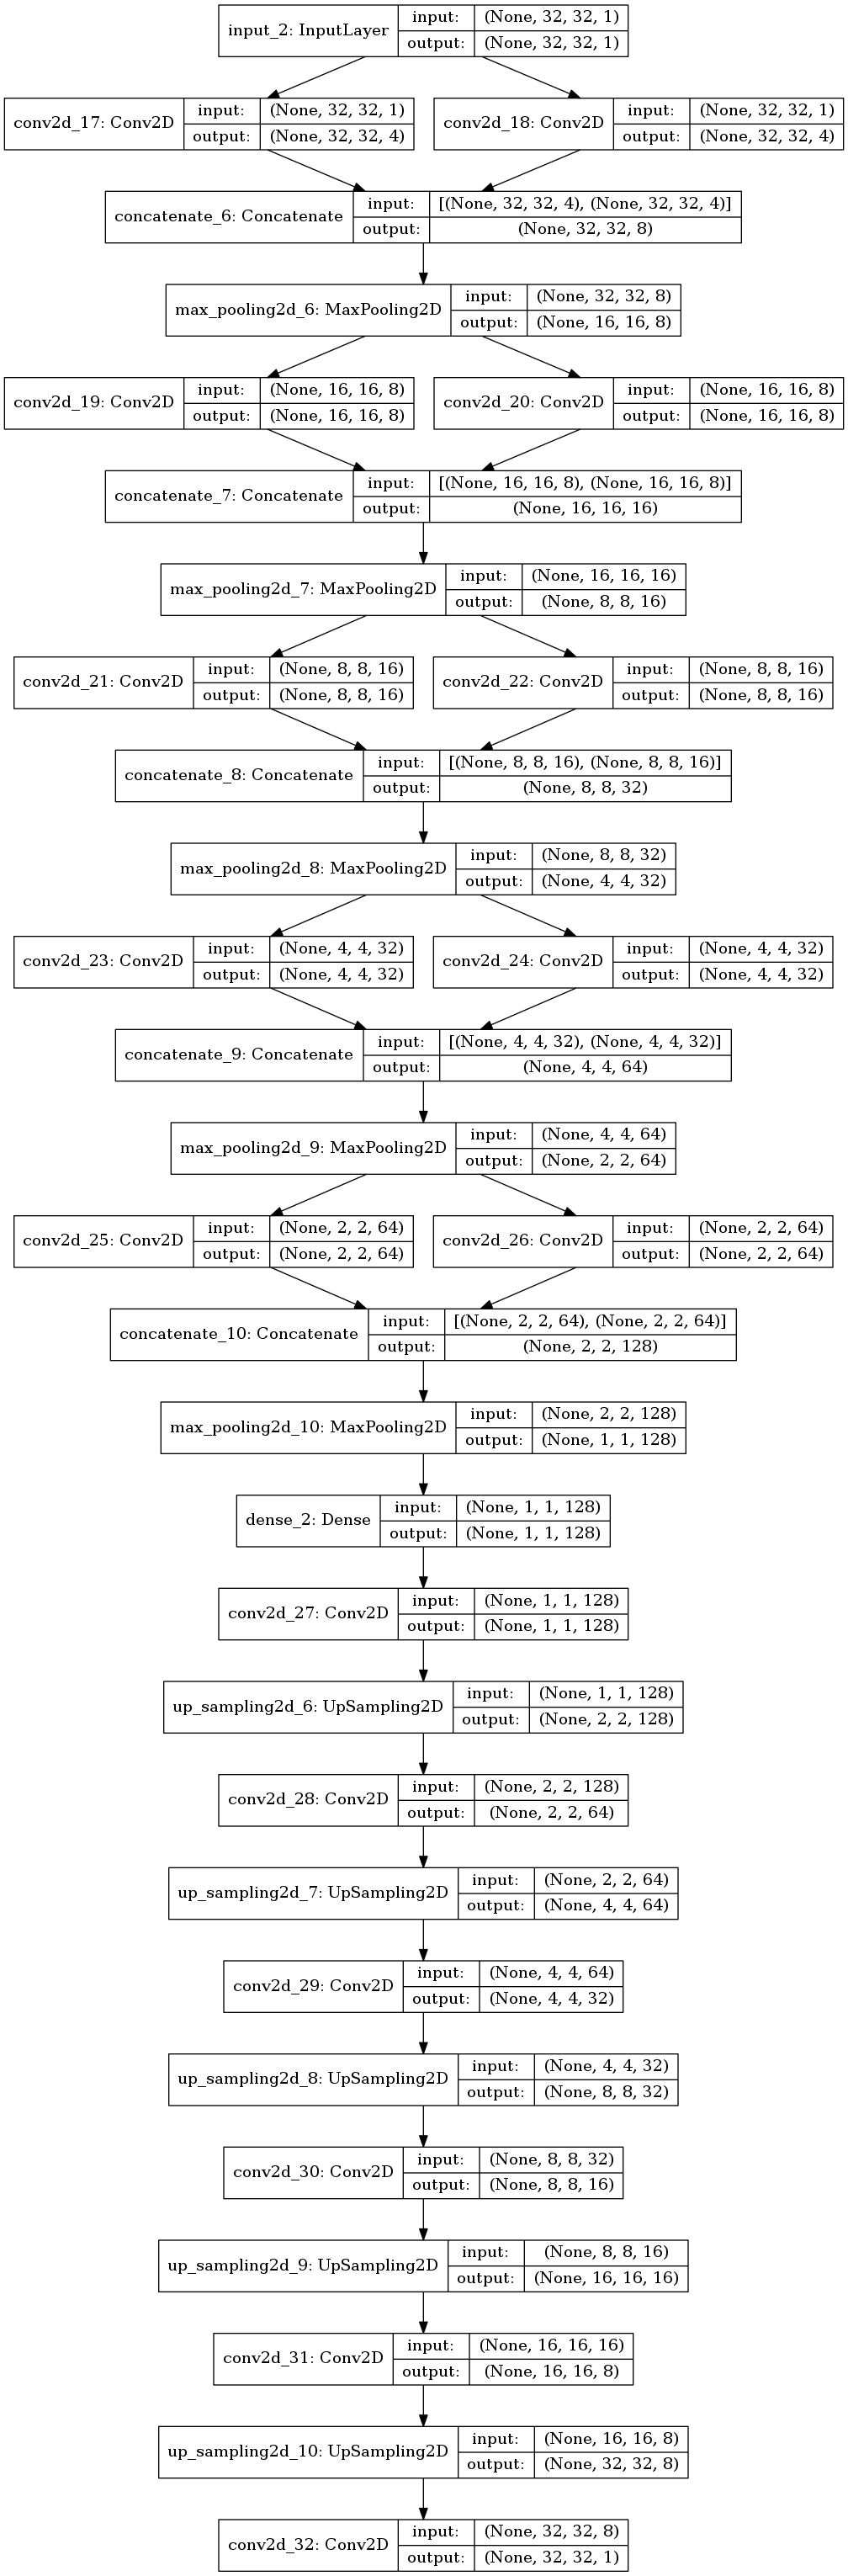 input_2: InputLayer
input: (None, 32, 32, 1)
output: (None, 32, 32, 1)
conv2d_17: Conv2D
input: (None, 32, 32, 1)
output: (None, 32, 32, 4)
conv2d_18: Conv2D
input: (None, 32, 32, 1)
output: (None, 32, 32, 4)
concatenate_6: Concatenate
input: [(None, 32, 32, 4), (None, 32, 32, 4)]
output: (None, 32, 32, 8)
max_pooling2d_6: MaxPooling2D
input: (None, 32, 32, 8)
output: (None, 16, 16, 8)
conv2d_19: Conv2D
input: (None, 16, 16, 8)
output: (None, 16, 16, 8)
conv2d_20: Conv2D
input: (None, 16, 16, 8)
output: (None, 16, 16, 8)
concatenate_7: Concatenate
input: [(None, 16, 16, 8), (None, 16, 16, 8)]
output: (None, 16, 16, 16)
max_pooling2d_7: MaxPooling2D
input: (None, 16, 16, 16)
output: (None, 8, 8, 16)
conv2d_21: Conv2D
input: (None, 8, 8, 16)
output: (None, 8, 8, 16)
conv2d_22: Conv2D
input: (None, 8, 8, 16)
output: (None, 8, 8, 16)
concatenate_8: Concatenate
input: [(None, 8, 8, 16), (None, 8, 8, 16)]
output: (None, 8, 8, 32)
max_pooling2d_8: MaxPooling2D
input: (None, 8, 8, 32)
output: (None, 4, 4, 32)
conv2d_23: Conv2D
input: (None, 4, 4, 32)
output: (None, 4, 4, 32)
conv2d_24: Conv2D
input: (None, 4, 4, 32)
output: (None, 4, 4, 32)
concatenate_9: Concatenate
input: [(None, 4, 4, 32), (None, 4, 4, 32)]
output: (None, 4, 4, 64)
max_pooling2d_9: MaxPooling2D
input: (None, 4, 4, 64)
output: (None, 2, 2, 64)
conv2d_25: Conv2D
input: (None, 2, 2, 64)
output: (None, 2, 2, 64)
conv2d_26: Conv2D
input: (None, 2, 2, 64)
output: (None, 2, 2, 64)
concatenate_10: Concatenate
input: [(None, 2, 2, 64), (None, 2, 2, 64)]
output: (None, 2, 2, 128)
max_pooling2d_10: MaxPooling2D
input: (None, 2, 2, 128)
output: (None, 1, 1, 128)
dense_2: Dense
input: (None, 1, 1, 128)
output: (None, 1, 1, 128)
conv2d_27: Conv2D
input: (None, 1, 1, 128)
output: (None, 1, 1, 128)
up_sampling2d_6: UpSampling2D
input: (None, 1, 1, 128)
output: (None, 2, 2, 128)
conv2d_28: Conv2D
input: (None, 2, 2, 128)
output: (None, 2, 2, 64)
up_sampling2d_7: UpSampling2D
input: (None, 2, 2, 64)
output: (None, 4, 4, 64)
conv2d_29: Conv2D
input: (None, 4, 4, 64)
output: (None, 4, 4, 32)
up_sampling2d_8: UpSampling2D
input: (None, 4, 4, 32)
output: (None, 8, 8, 32)
conv2d_30: Conv2D
input: (None, 8, 8, 32)
output: (None, 8, 8, 16)
up_sampling2d_9: UpSampling2D
input: (None, 8, 8, 16)
output: (None, 16, 16, 16)
conv2d_31: Conv2D
input: (None, 16, 16, 16)
output: (None, 16, 16, 8)
up_sampling2d_10: UpSampling2D
input: (None, 16, 16, 8)
output: (None, 32, 32, 8)
conv2d_32: Conv2D
input: (None, 32, 32, 8)
output: (None, 32, 32, 1)